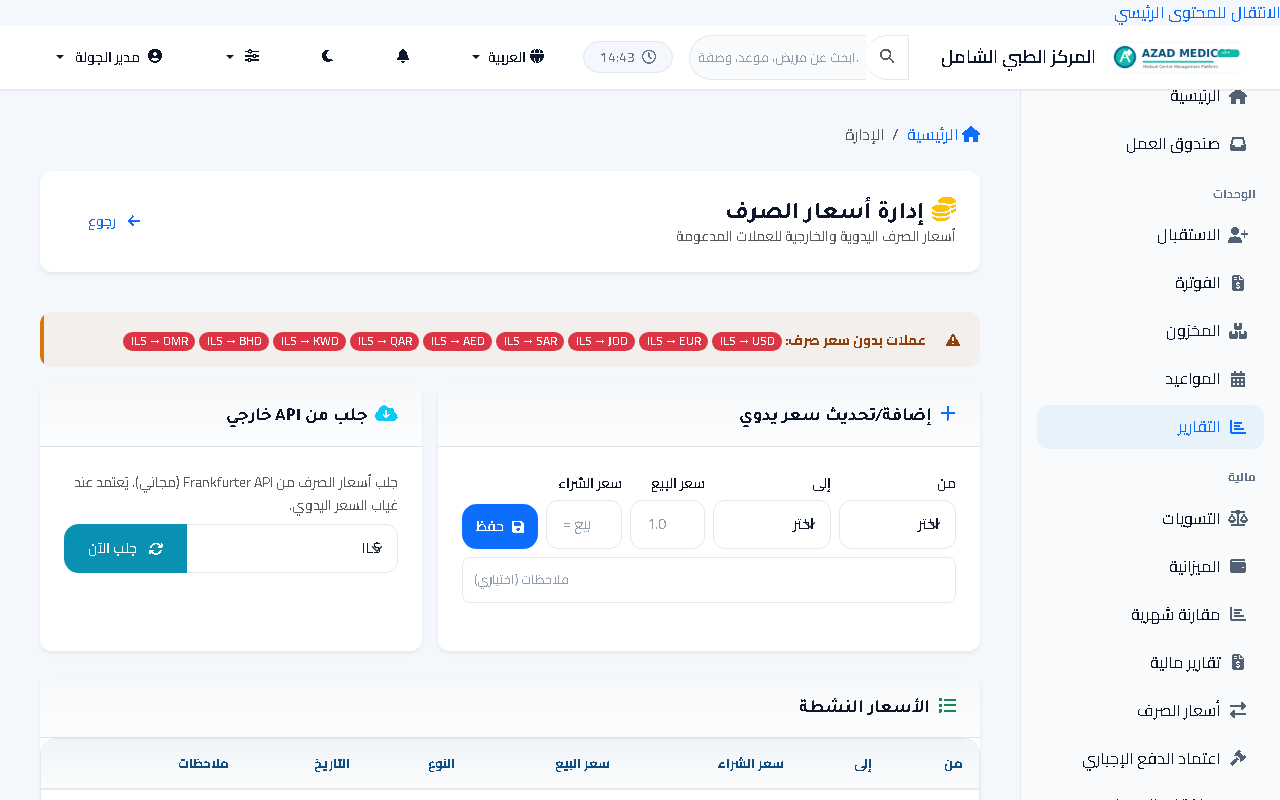 الانتقال للمحتوى الرئيسي
AZAD MEDIC
Medical Centre Management Platform
المركز الطبي الشامل
ابحث عن مريض، موعد، وصفة.
14:43
العربية
مدير الجولة
الرئيسية
صندوق العمل
الوحدات
الاستقبال
الفوترة
المخزون
المواعيد
التقارير
مالية
التسويات
الميزانية
مقارنة شهرية
تقارير مالية
أسعار الصرف
اعتماد الدفع الإجباري
الرئيسية / الإدارة
إدارة أسعار الصرف
أسعار الصرف اليدوية والخارجية للعملات المدعومة
رجوع
عملات بدون سعر صرف: ILS → USD ILS → EUR ILS → JOD ILS → SAR ILS → AED ILS → QAR ILS → KWD ILS → BHD ILS → OMR
إضافة/تحديث سعر يدوي
من إلى سعر البيع سعر الشراء
اختر اختر 1.0 = بيع حفظ
ملاحظات (اختياري)
جلب من API خارجي
جلب أسعار الصرف من Frankfurter API (مجاني). يُعتمد عند
غياب السعر اليدوي.
ILS جلب الآن
الأسعار النشطة
من إلى سعر الشراء سعر البيع النوع التاريخ ملاحظات